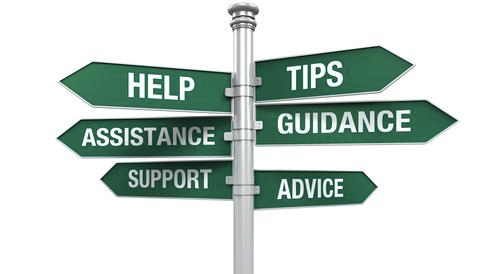 HELP
TIPS
ASSISTANCE
GUIDANCE
SUPPORT
ADVICE